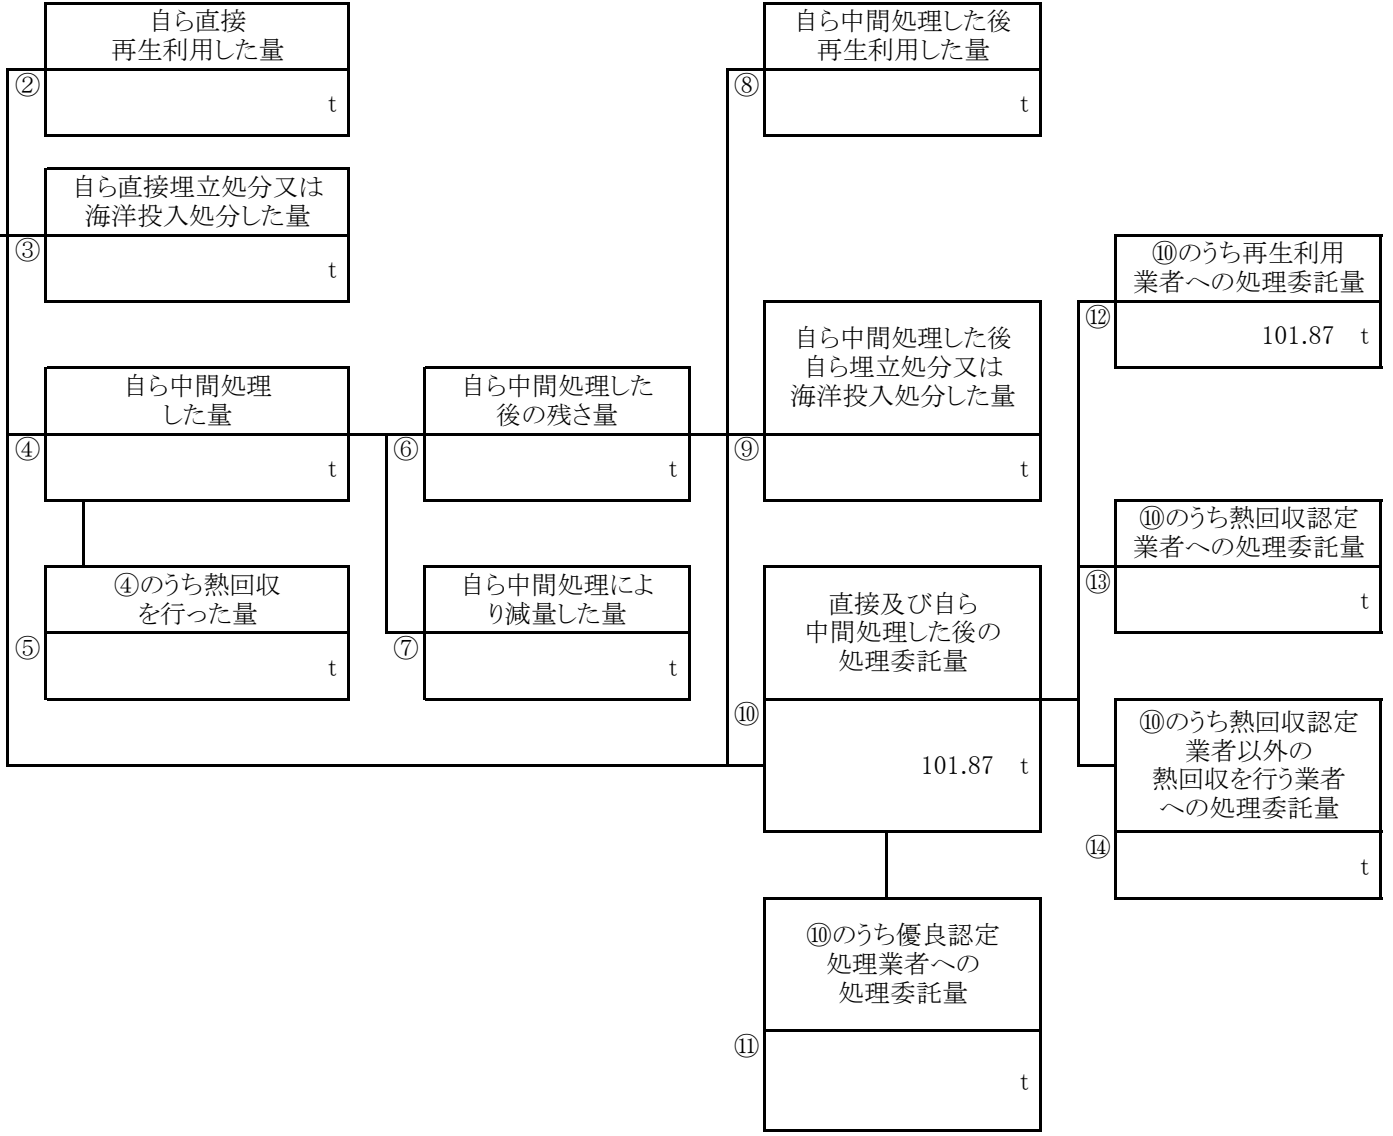 自ら直接
再生利用した量
②
t
自ら直接埋立処分又は
海洋投入処分した量
③
t
自ら中間処理
した量
④
t
④のうち熱回収
を行った量
⑤
t
自ら中間処理した
後の残さ量
⑥
t
自ら中間処理によ
り減量した量
⑦
t
自ら中間処理した後
再生利用した量
⑧
t
自ら中間処理した後
自ら埋立処分又は
海洋投入処分した量
⑨
t
直接及び自ら
中間処理した後の
処理委託量
⑩
101.87 t
⑩のうち優良認定
処理業者への
処理委託量
⑪
t
⑩のうち再生利用
業者への処理委託量
⑫
101.87 t
⑩のうち熱回収認定
業者への処理委託量
⑬
t
⑩のうち熱回収認定
業者以外の
熱回収を行う業者
への処理委託量
⑭
t